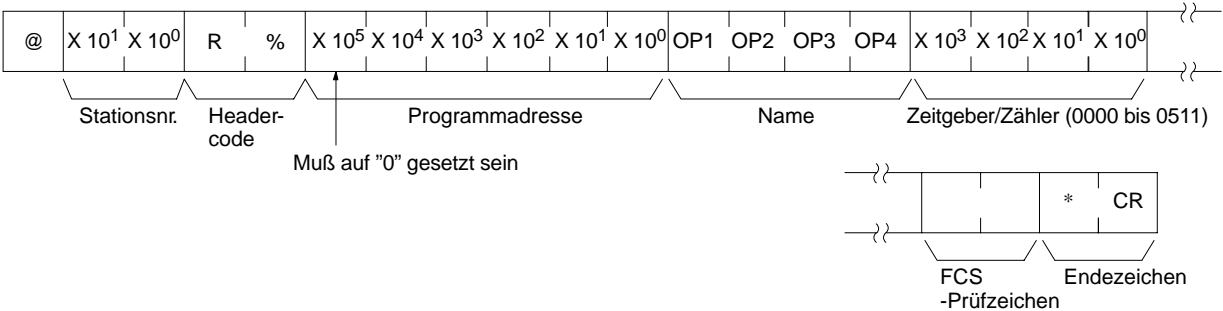 @ X 10¹ X 10⁰ R % X 10⁵ X 10⁴ X 10³ X 10² X 10¹ X 10⁰ OP1 OP2 OP3 OP4 X 10³ X 10² X 10¹ X 10⁰
Stationsnr. Header- Programmadresse Name Zeitgeber/Zähler (0000 bis 0511)
code
Muß auf ”0” gesetzt sein
* CR
FCS Endezeichen
-Prüfzeichen